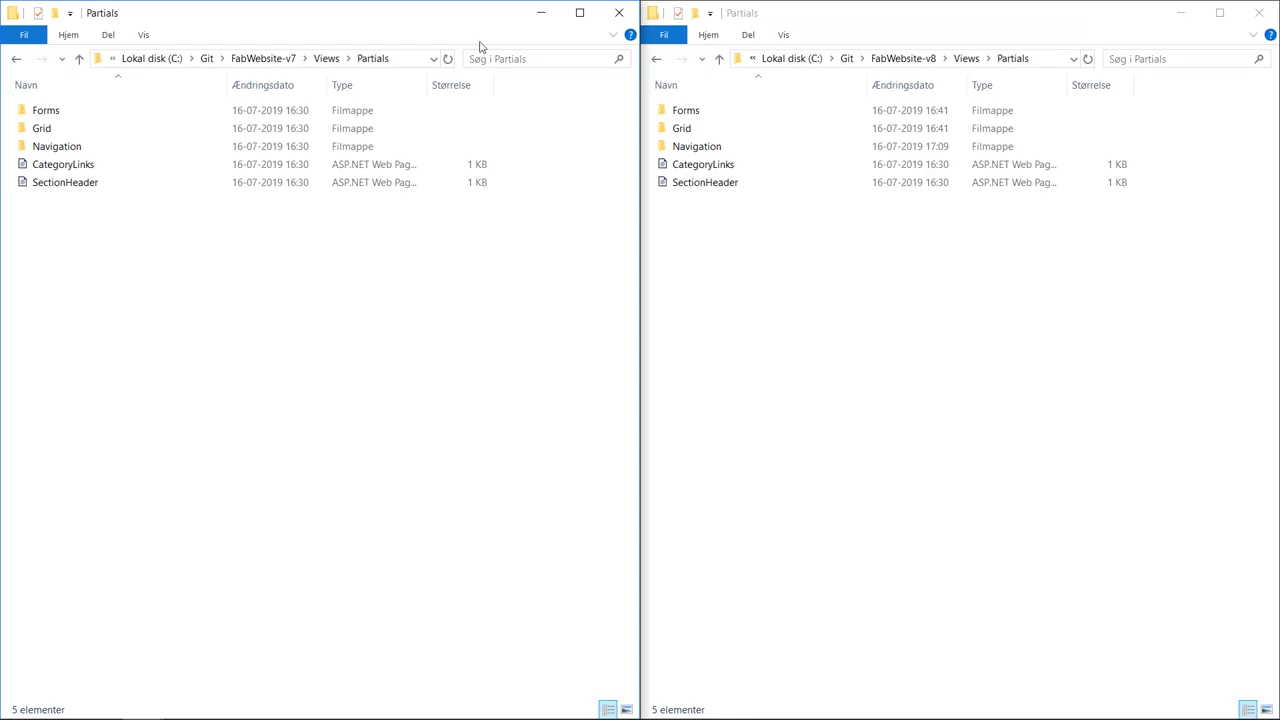 Partials
Fil Hjem Del Vis
« Lokal disk (C:) > Git > FabWebsite-v7 > Views > Partials Søg i Partials
Navn Ændringsdato Type Størrelse
Forms 16-07-2019 16:30 Filmappe
Grid 16-07-2019 16:30 Filmappe
Navigation 16-07-2019 16:30 Filmappe
CategoryLinks 16-07-2019 16:30 ASP.NET Web Pag... 1 KB
SectionHeader 16-07-2019 16:30 ASP.NET Web Pag... 1 KB
5 elementer
Partials
Fil Hjem Del Vis
« Lokal disk (C:) > Git > FabWebsite-v8 > Views > Partials Søg i Partials
Navn Ændringsdato Type Størrelse
Forms 16-07-2019 16:41 Filmappe
Grid 16-07-2019 16:41 Filmappe
Navigation 16-07-2019 17:09 Filmappe
CategoryLinks 16-07-2019 16:30 ASP.NET Web Pag... 1 KB
SectionHeader 16-07-2019 16:30 ASP.NET Web Pag... 1 KB
5 elementer